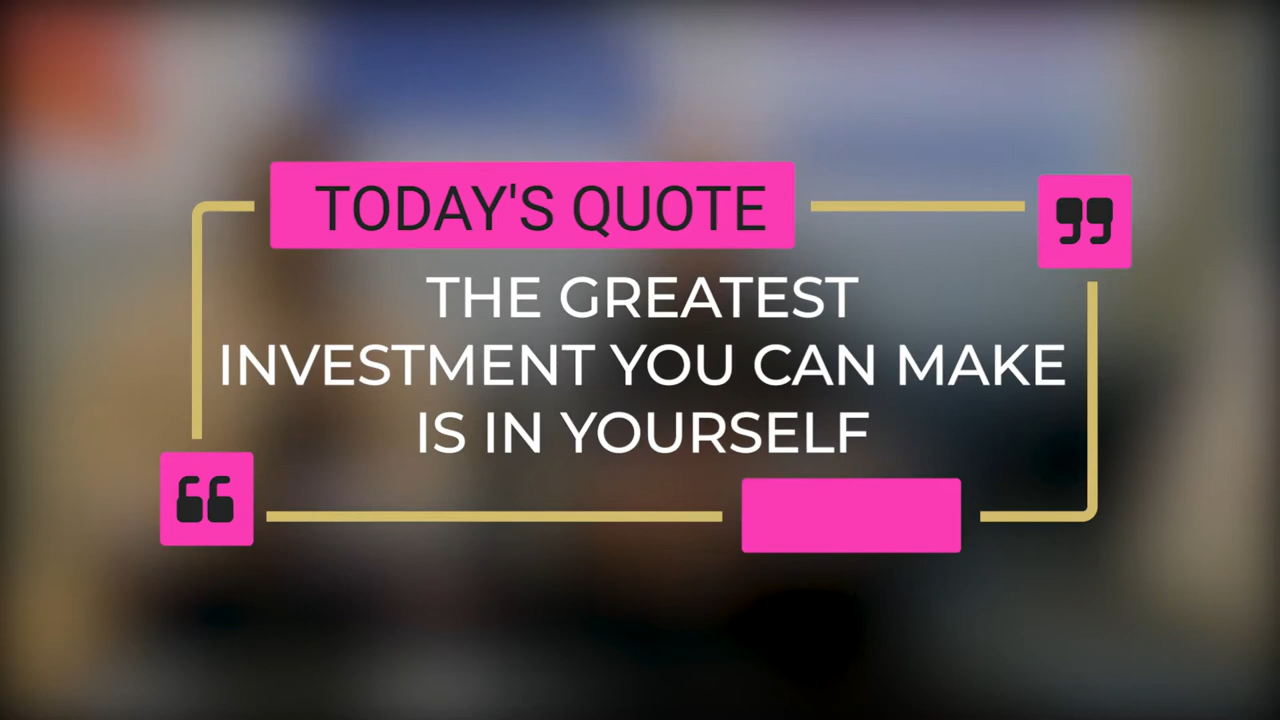 TODAY'S QUOTE
THE GREATEST
INVESTMENT YOU CAN MAKE
IS IN YOURSELF